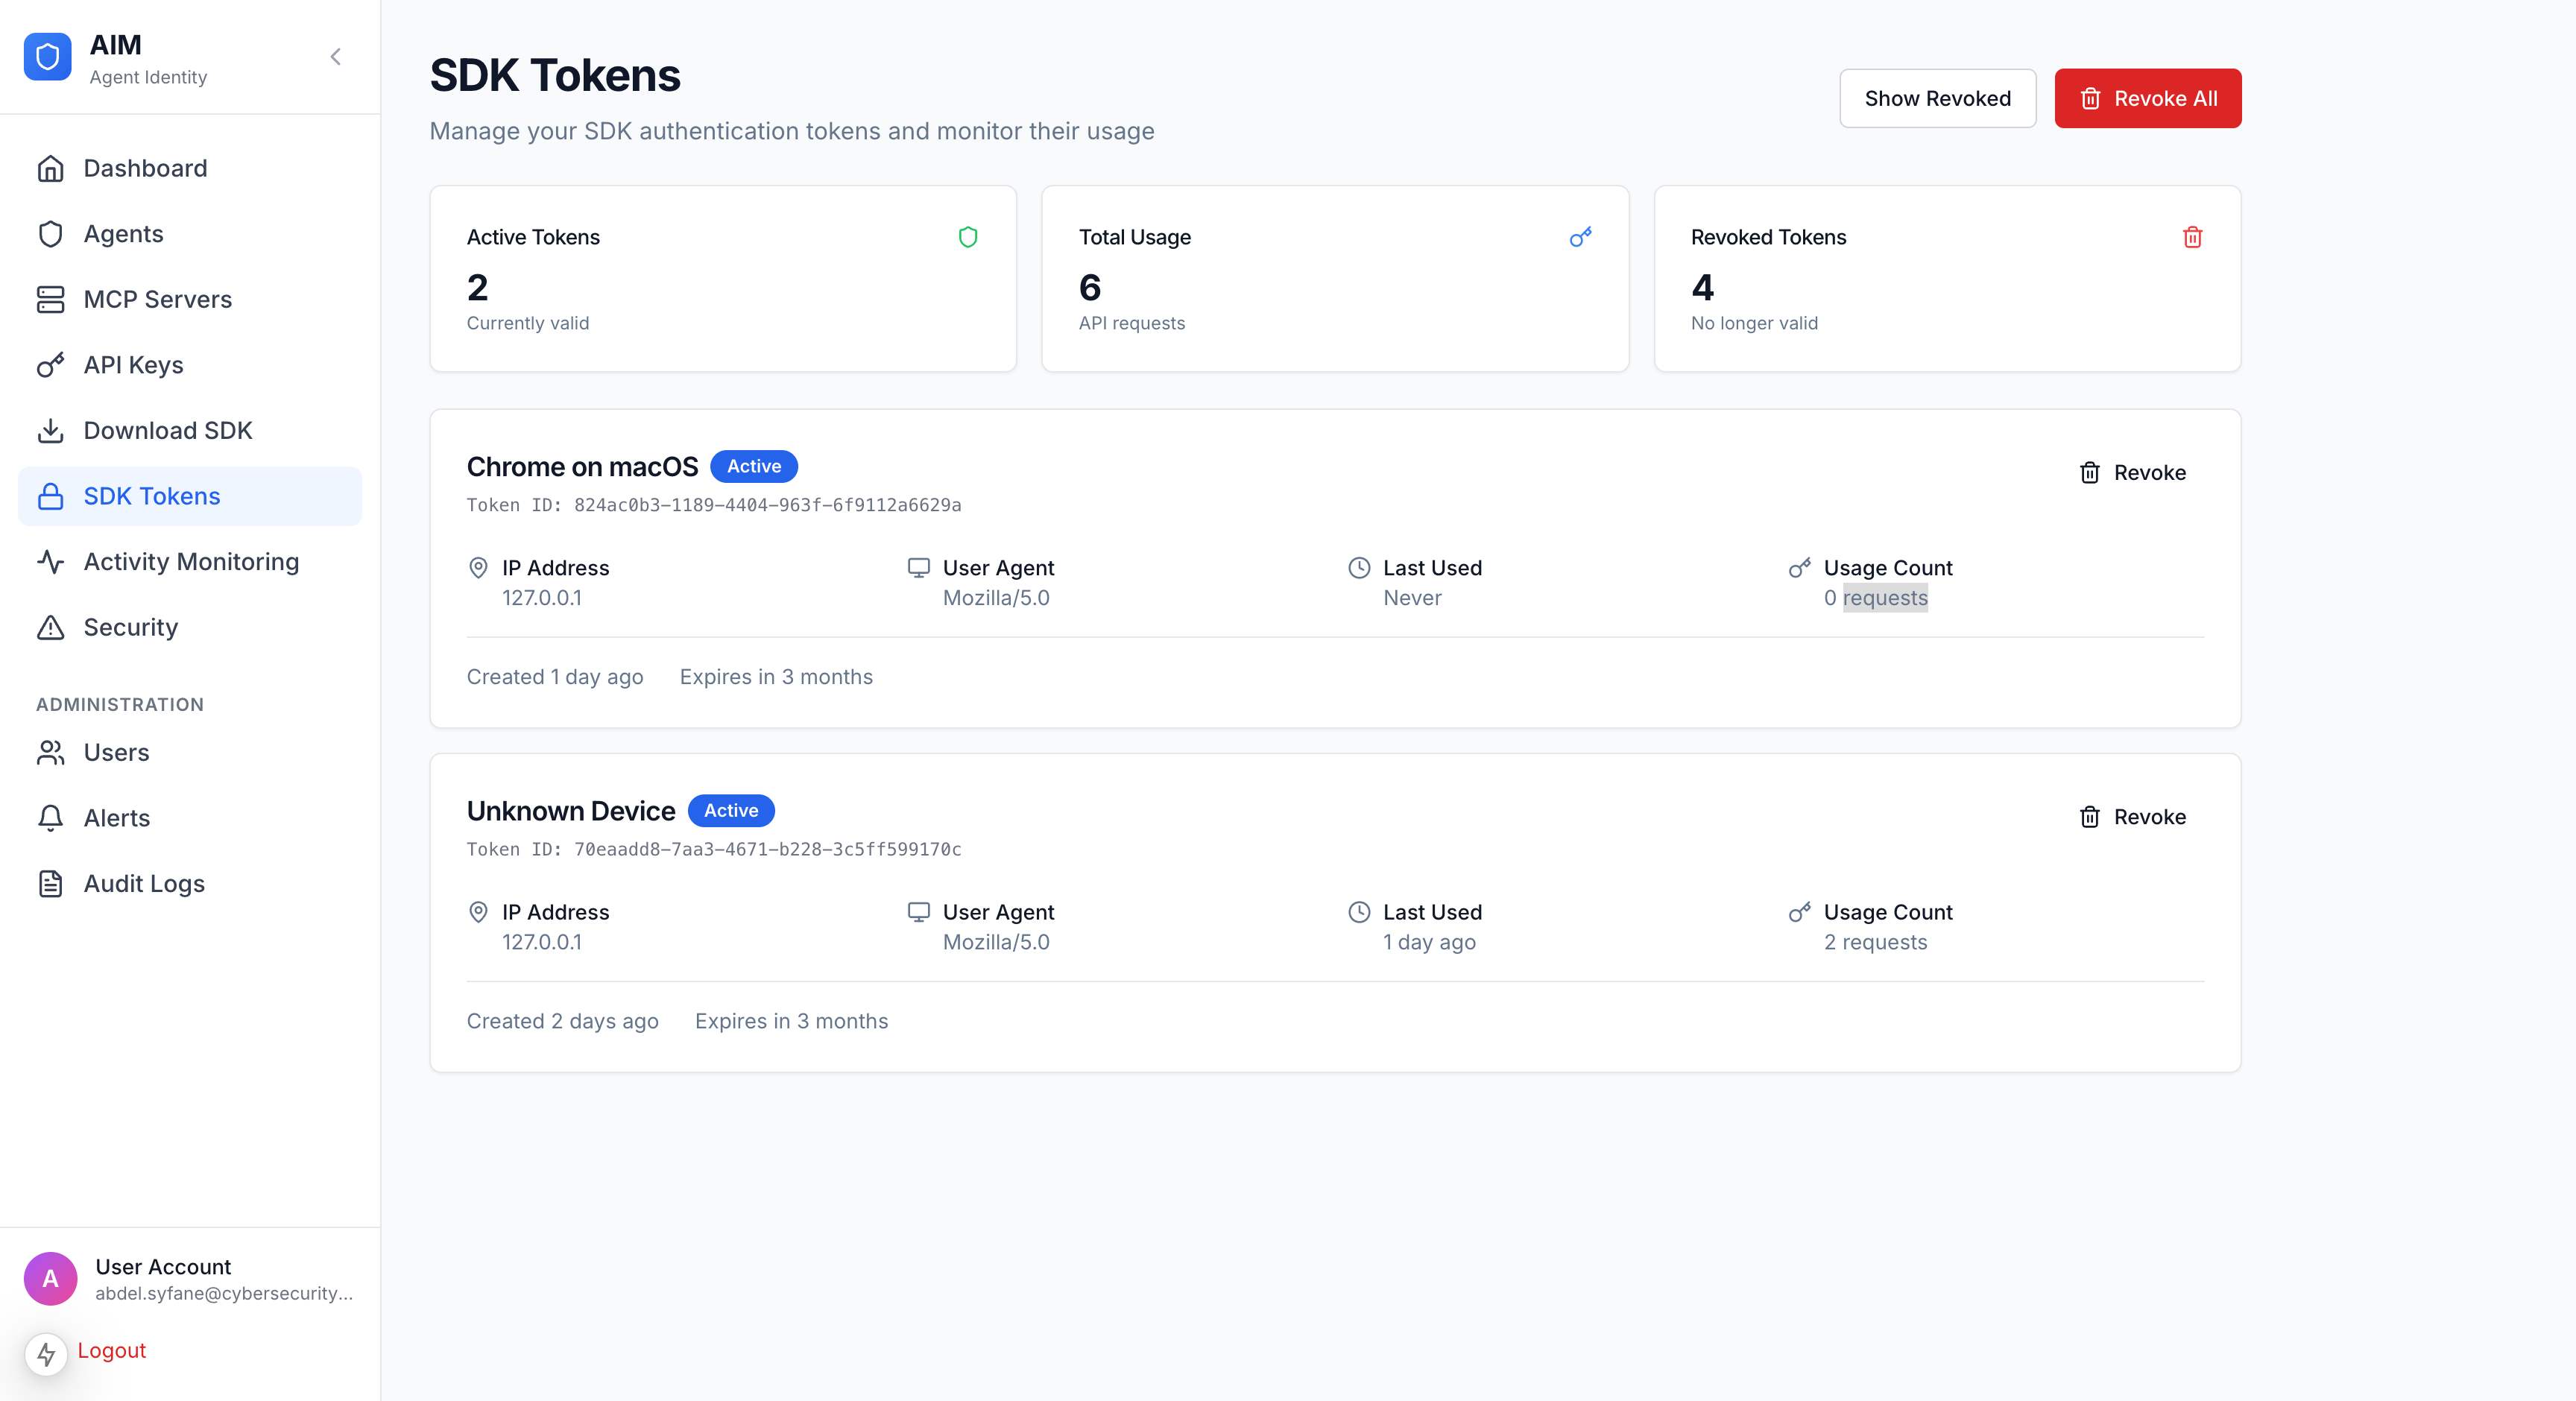 AIM
Agent Identity
Dashboard
Agents
MCP Servers
API Keys
Download SDK
SDK Tokens
Activity Monitoring
Security
ADMINISTRATION
Users
Alerts
Audit Logs
User Account
abdel.syfane@cybersecurity...
Logout
SDK Tokens
Manage your SDK authentication tokens and monitor their usage
Show Revoked
Revoke All
Active Tokens
2
Currently valid
Total Usage
6
API requests
Revoked Tokens
4
No longer valid
Chrome on macOS Active
Revoke
Token ID: 824ac0b3-1189-4404-963f-6f9112a6629a
IP Address
127.0.0.1
User Agent
Mozilla/5.0
Last Used
Never
Usage Count
0 requests
Created 1 day ago Expires in 3 months
Unknown Device Active
Revoke
Token ID: 70eaadd8-7aa3-4671-b228-3c5ff599170c
IP Address
127.0.0.1
User Agent
Mozilla/5.0
Last Used
1 day ago
Usage Count
2 requests
Created 2 days ago Expires in 3 months
A